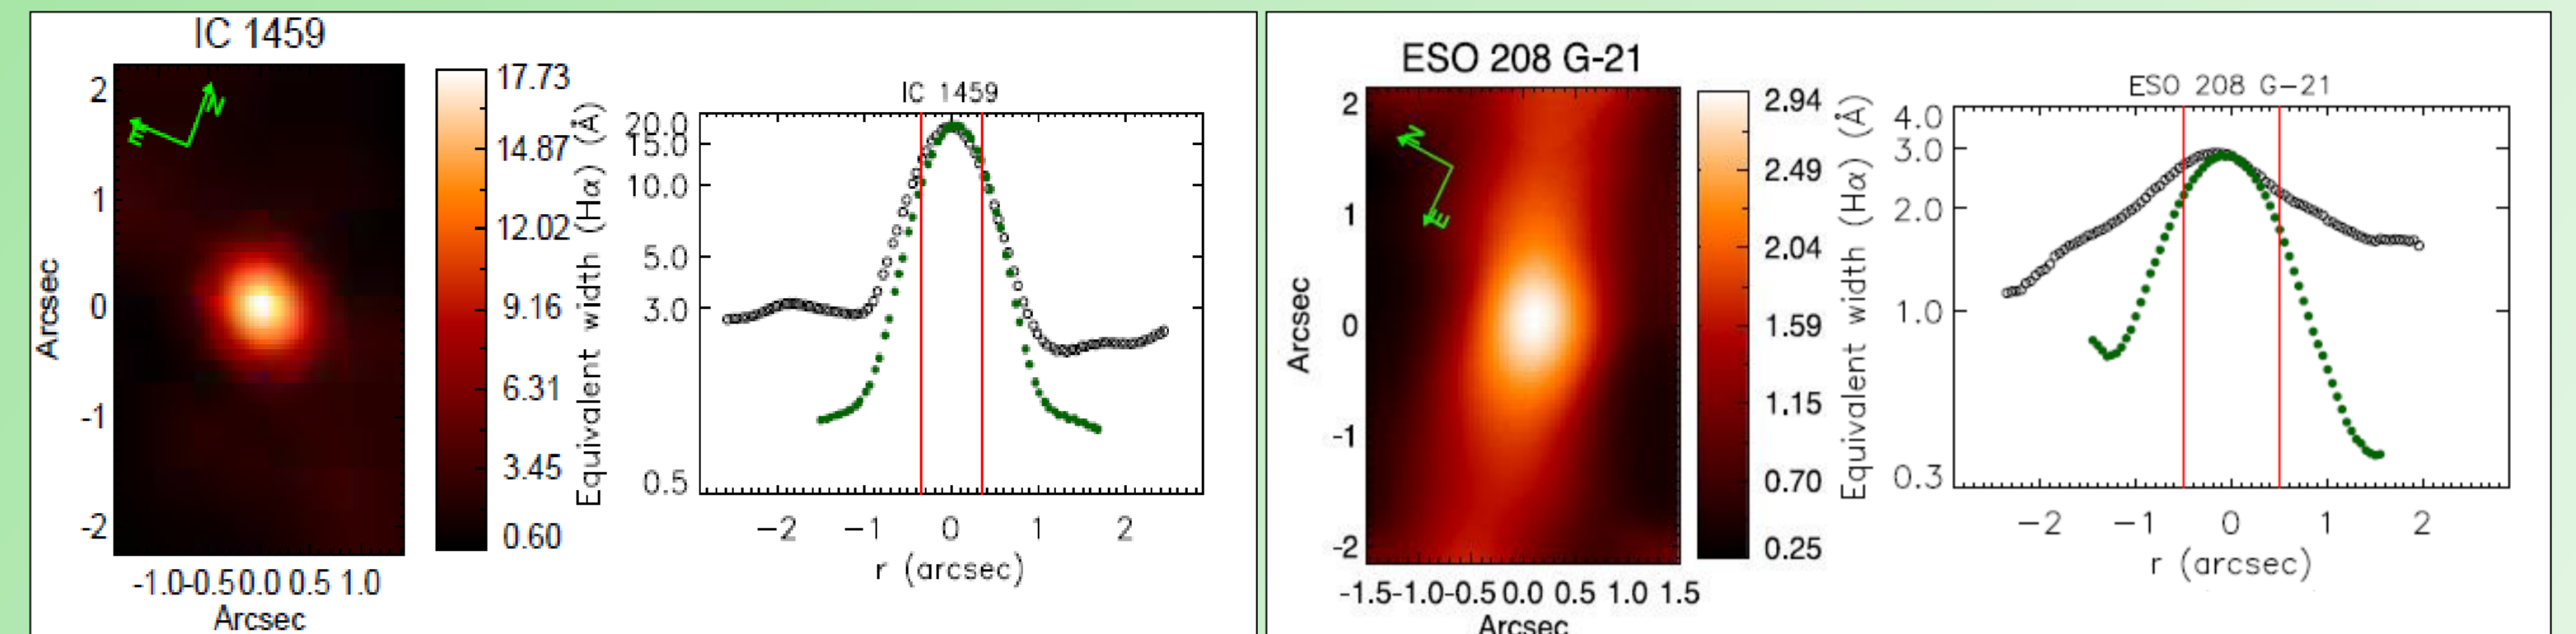 IC 1459
2
1
0
-1
-2
Arcsec
N
E
-1.0-0.5 0.0 0.5 1.0
Arcsec
17.73
14.87
12.02
9.16
6.31
3.45
0.60
IC 1459
Equivalent width (Hα) (Å)
20.0
15.0
10.0
5.0
3.0
0.5
−2 −1 0 1 2
r (arcsec)
ESO 208 G-21
2
1
0
-1
-2
Arcsec
N
E
-1.5-1.0-0.5 0.0 0.5 1.0 1.5
Arcsec
2.94
2.49
2.04
1.59
1.15
0.70
0.25
ESO 208 G−21
Equivalent width (Hα) (Å)
4.0
3.0
2.0
1.0
0.3
−2 −1 0 1 2
r (arcsec)